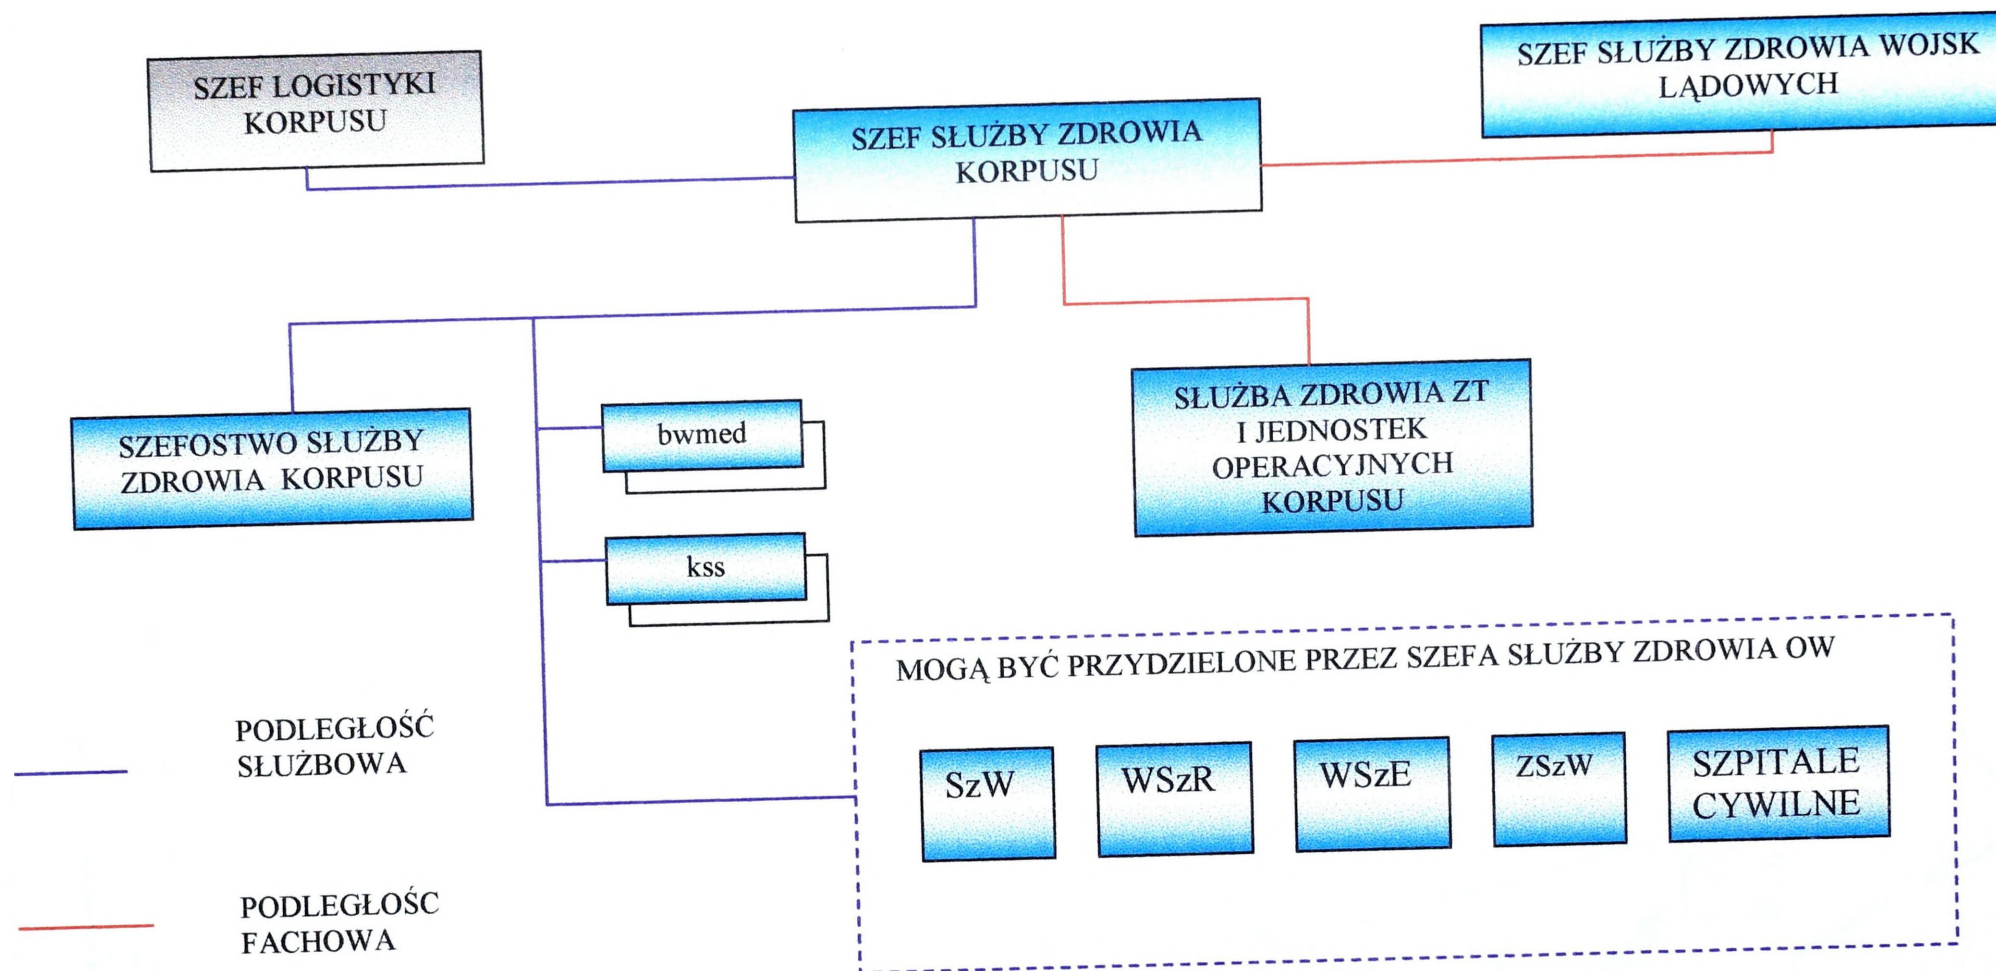 SZEF LOGISTYKI
KORPUSU
SZEF SŁUŻBY ZDROWIA
KORPUSU
SZEF SŁUŻBY ZDROWIA WOJSK
LĄDOWYCH
SZEFOSTWO SŁUŻBY
ZDROWIA KORPUSU
bwmed
kss
SŁUŻBA ZDROWIA ZT
I JEDNOSTEK
OPERACYJNYCH
KORPUSU
MOGĄ BYĆ PRZYDZIELONE PRZEZ SZEFA SŁUŻBY ZDROWIA OW
SzW
WSzR
WSzE
ZSzW
SZPITALE
CYWILNE
PODLEGŁOŚĆ
SŁUŻBOWA
PODLEGŁOŚC
FACHOWA